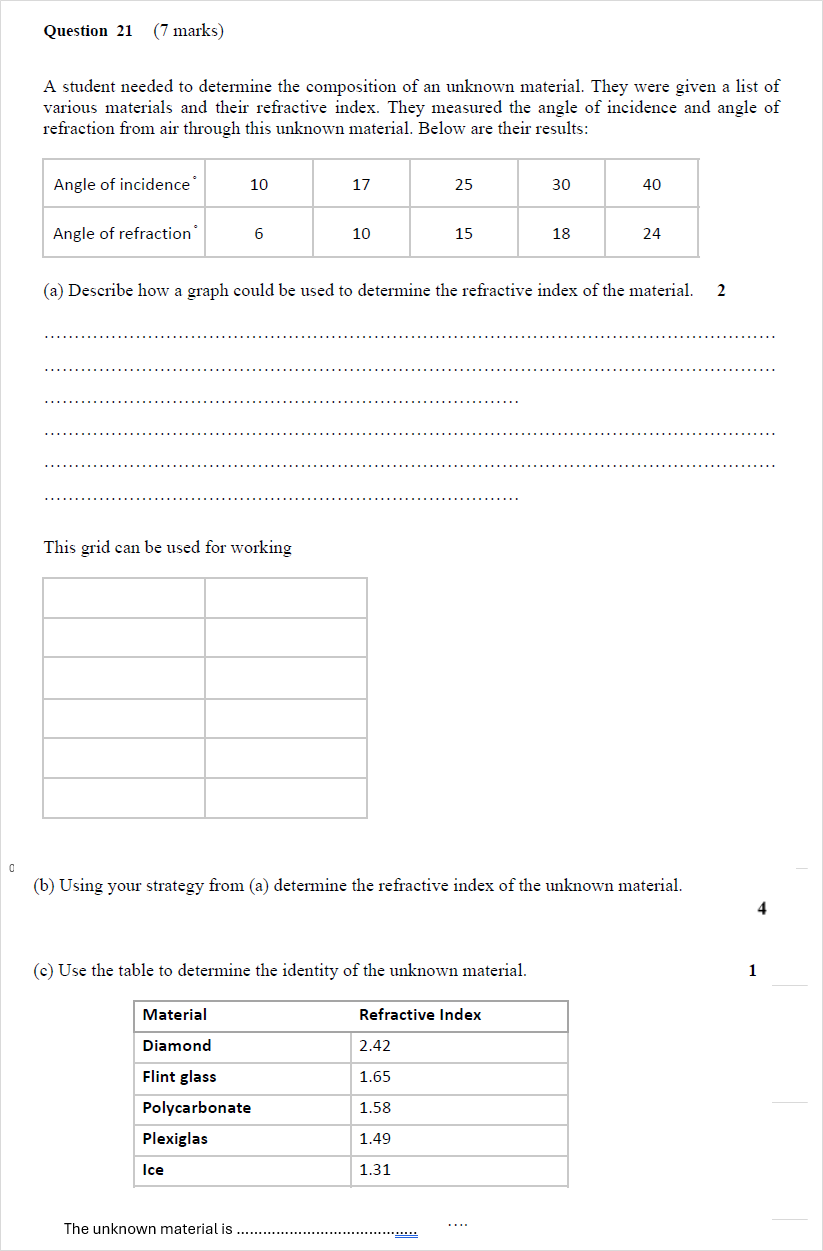 Question 21 (7 marks)
A student needed to determine the composition of an unknown material. They were given a list of
various materials and their refractive index. They measured the angle of incidence and angle of
refraction from air through this unknown material. Below are their results:
Angle of incidence° 10 17 25 30 40
Angle of refraction° 6 10 15 18 24
(a) Describe how a graph could be used to determine the refractive index of the material. 2
This grid can be used for working
(b) Using your strategy from (a) determine the refractive index of the unknown material.
4
(c) Use the table to determine the identity of the unknown material. 1
Material Refractive Index
Diamond 2.42
Flint glass 1.65
Polycarbonate 1.58
Plexiglas 1.49
Ice 1.31
The unknown material is ..........................................